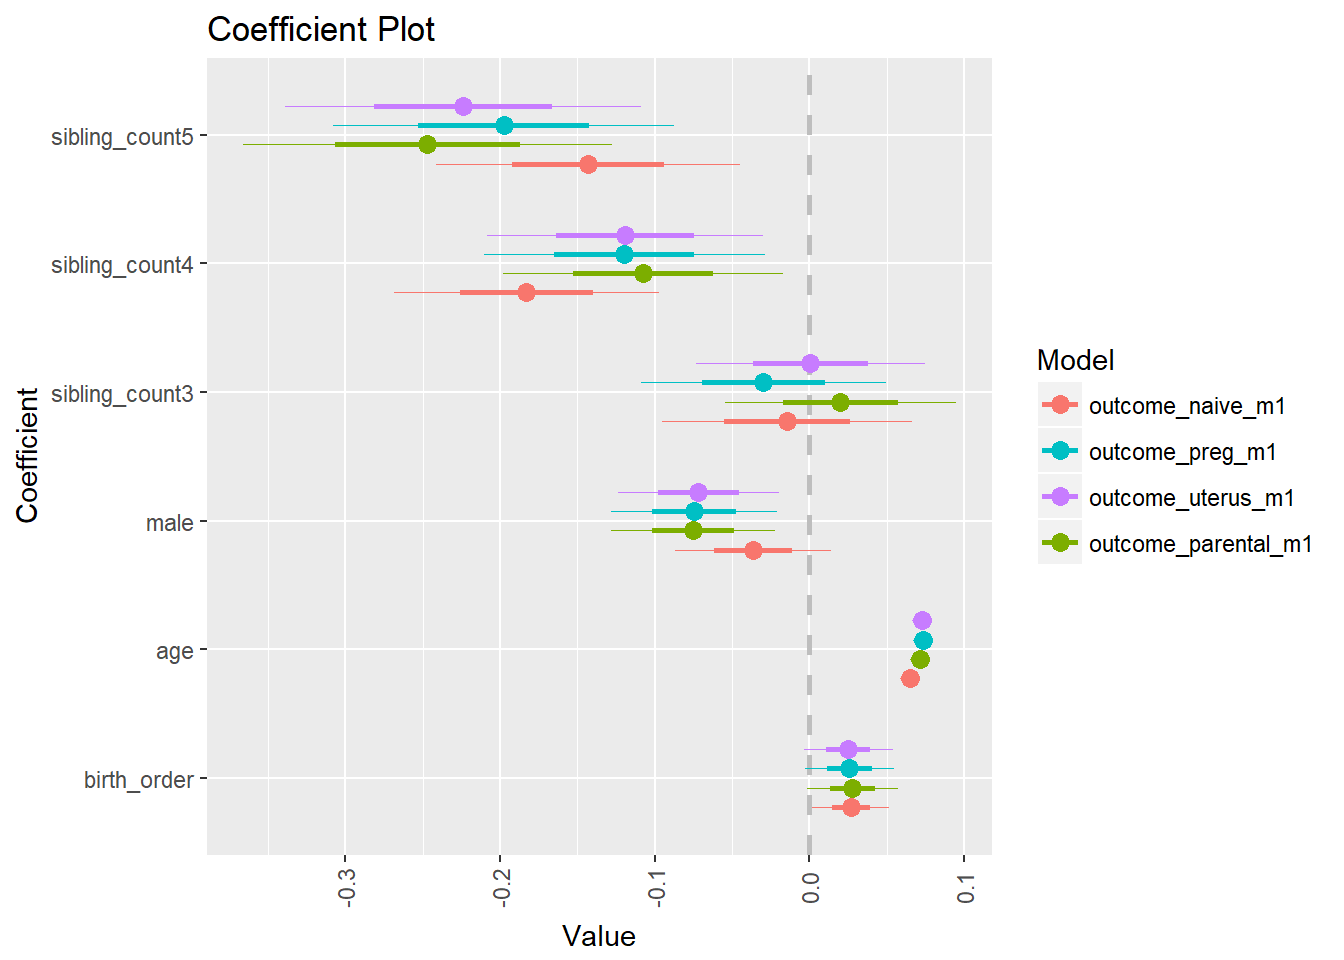 Coefficient Plot
Coefficient
sibling_count5
sibling_count4
sibling_count3
male
age
birth_order
-0.3
-0.2
-0.1
0.0
0.1
Value
Model
outcome_naive_m1
outcome_preg_m1
outcome_uterus_m1
outcome_parental_m1